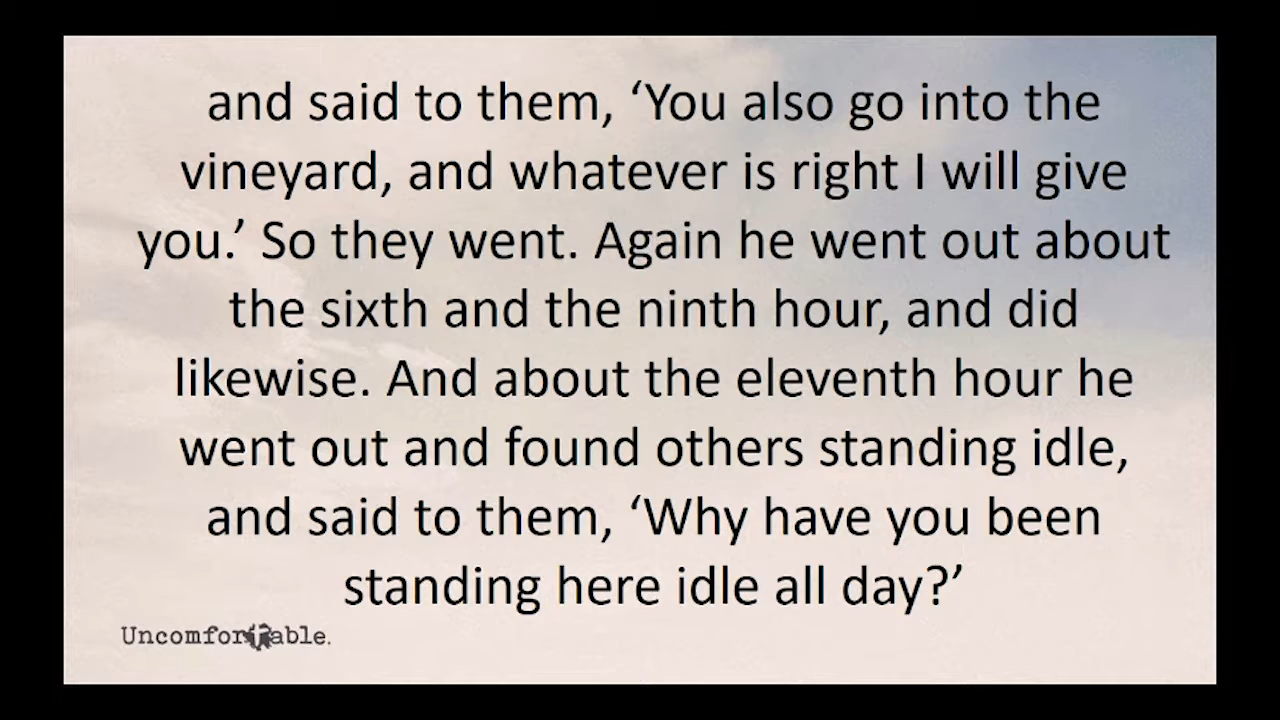 and said to them, ‘You also go into the
vineyard, and whatever is right I will give
you.’ So they went. Again he went out about
the sixth and the ninth hour, and did
likewise. And about the eleventh hour he
went out and found others standing idle,
and said to them, ‘Why have you been
standing here idle all day?’
Uncomfortable.